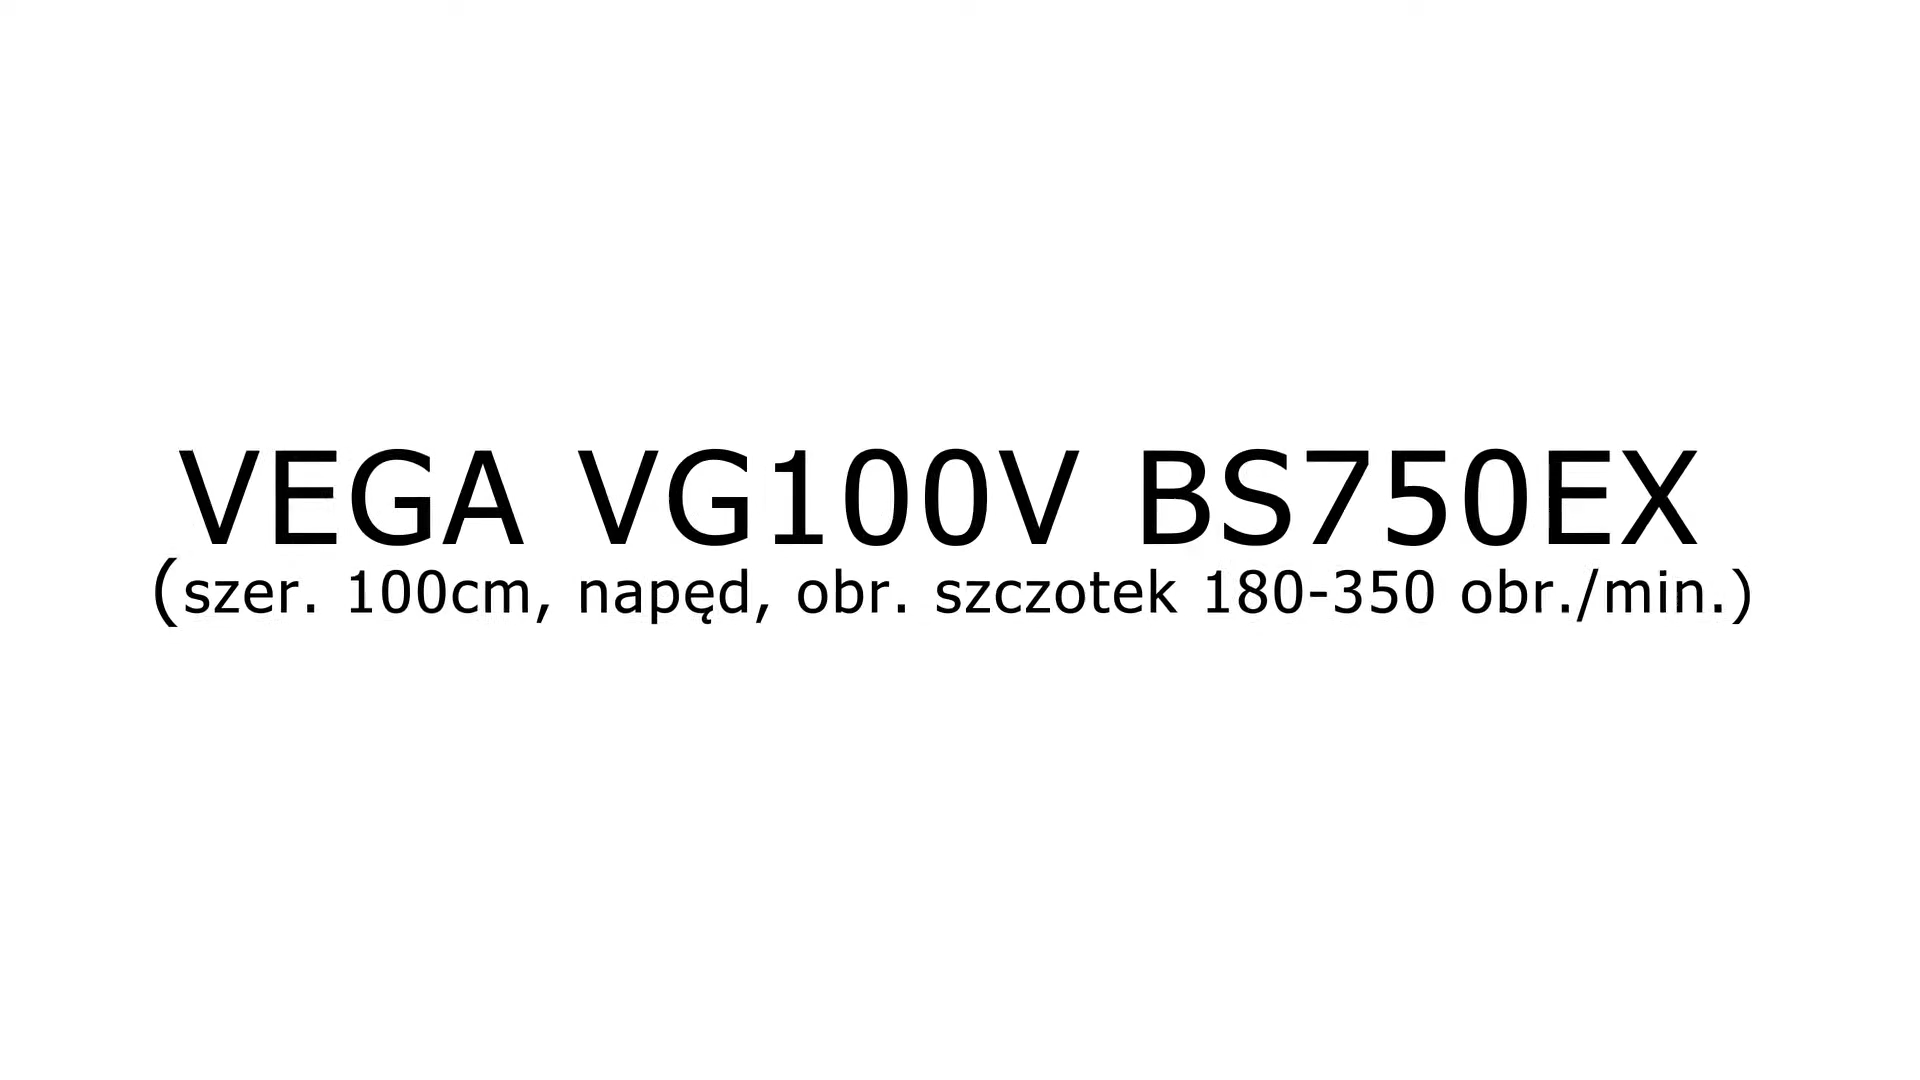 VEGA VG100V BS750EX
(szer. 100cm, napęd, obr. szczotek 180-350 obr./min.)